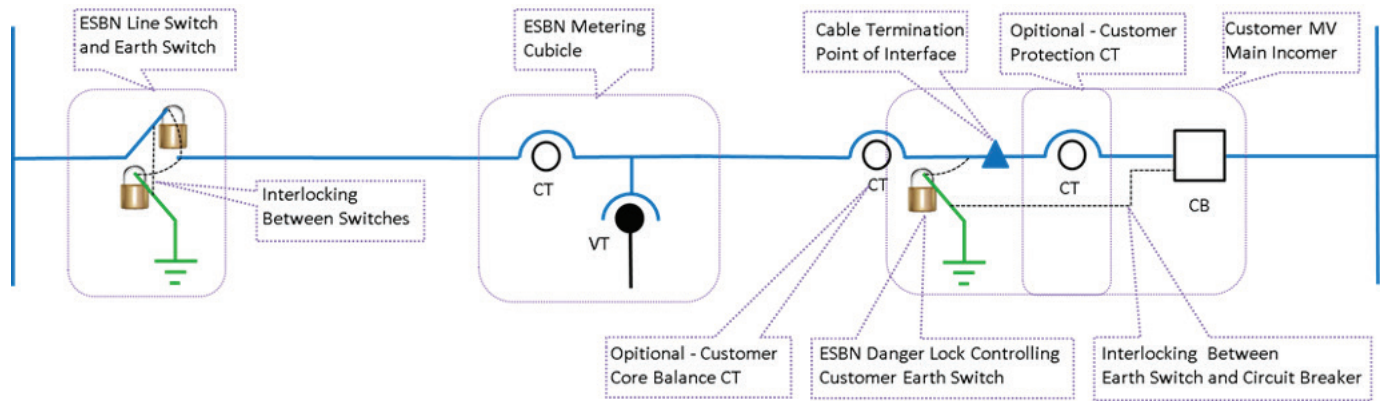 ESBN Line Switch
and Earth Switch
ESBN Metering
Cubicle
Cable Termination
Point of Interface
Opitional - Customer
Protection CT
Customer MV
Main Incomer
Interlocking
Between Switches
CT
VT
CT
CT
CB
Opitional - Customer
Core Balance CT
ESBN Danger Lock Controlling
Customer Earth Switch
Interlocking Between
Earth Switch and Circuit Breaker